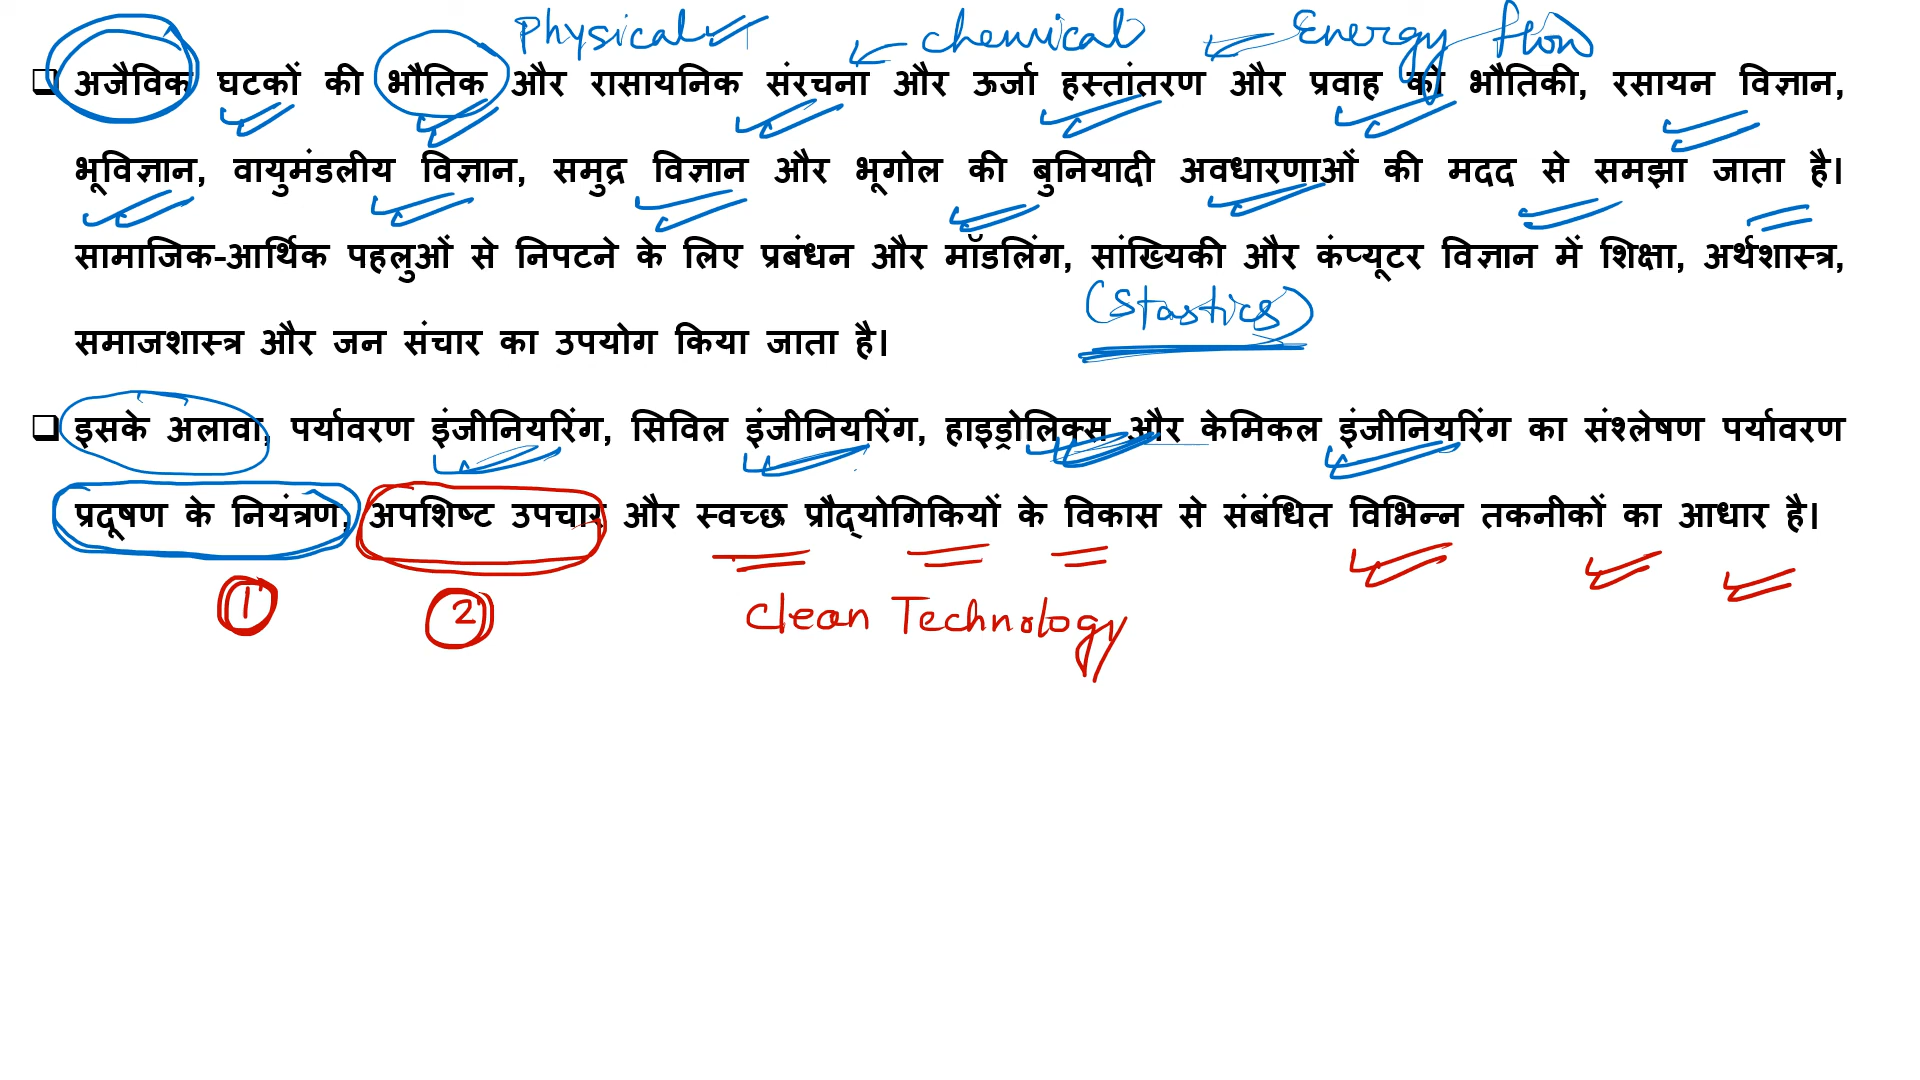 Physical chemical Energy flow
अजैविक घटकों की भौतिक और रासायनिक संरचना और ऊर्जा हस्तांतरण और प्रवाह को भौतिकी, रसायन विज्ञान,
भूविज्ञान, वायुमंडलीय विज्ञान, समुद्र विज्ञान और भूगोल की बुनियादी अवधारणाओं की मदद से समझा जाता है।
सामाजिक-आर्थिक पहलुओं से निपटने के लिए प्रबंधन और मॉडलिंग, सांख्यिकी और कंप्यूटर विज्ञान में शिक्षा, अर्थशास्त्र,
(Stastics)
समाजशास्त्र और जन संचार का उपयोग किया जाता है।
इसके अलावा, पर्यावरण इंजीनियरिंग, सिविल इंजीनियरिंग, हाइड्रोलिक्स और केमिकल इंजीनियरिंग का संश्लेषण पर्यावरण
प्रदूषण के नियंत्रण, अपशिष्ट उपचार और स्वच्छ प्रौद्योगिकियों के विकास से संबंधित विभिन्न तकनीकों का आधार है।
1 2 Clean Technology